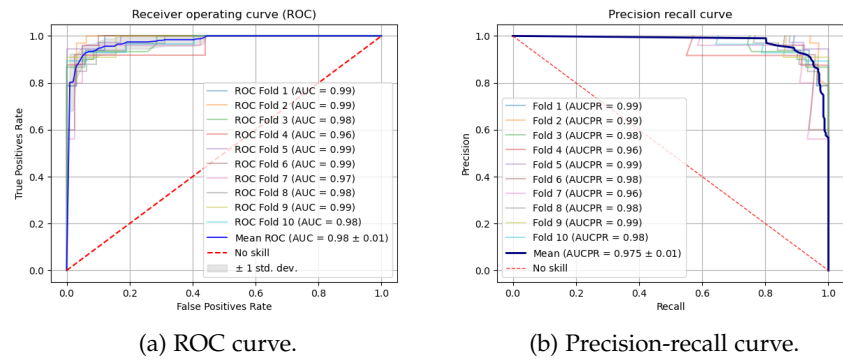 Receiver operating curve (ROC)
1.0
0.8
0.6
0.4
0.2
0.0
True Positives Rate
ROC Fold 1 (AUC = 0.99)
ROC Fold 2 (AUC = 0.99)
ROC Fold 3 (AUC = 0.98)
ROC Fold 4 (AUC = 0.96)
ROC Fold 5 (AUC = 0.99)
ROC Fold 6 (AUC = 0.99)
ROC Fold 7 (AUC = 0.97)
ROC Fold 8 (AUC = 0.98)
ROC Fold 9 (AUC = 0.99)
ROC Fold 10 (AUC = 0.98)
Mean ROC (AUC = 0.98 ± 0.01)
No skill
± 1 std. dev.
0.0 0.2 0.4 0.6 0.8 1.0
False Positives Rate
(a) ROC curve.
Precision recall curve
1.0
0.8
0.6
0.4
0.2
0.0
Precision
Fold 1 (AUCPR = 0.99)
Fold 2 (AUCPR = 0.99)
Fold 3 (AUCPR = 0.98)
Fold 4 (AUCPR = 0.96)
Fold 5 (AUCPR = 0.99)
Fold 6 (AUCPR = 0.98)
Fold 7 (AUCPR = 0.96)
Fold 8 (AUCPR = 0.98)
Fold 9 (AUCPR = 0.99)
Fold 10 (AUCPR = 0.98)
Mean (AUCPR = 0.975 ± 0.01)
No skill
0.0 0.2 0.4 0.6 0.8 1.0
Recall
(b) Precision-recall curve.